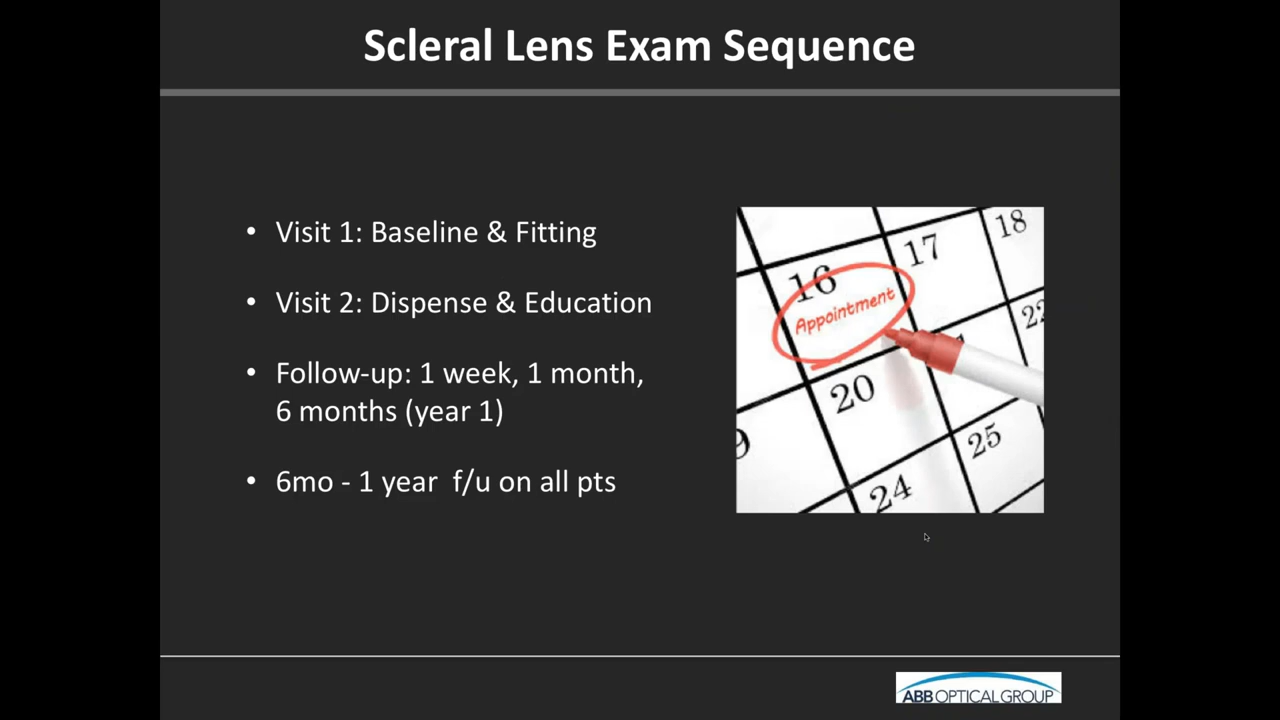 Scleral Lens Exam Sequence
• Visit 1: Baseline & Fitting
• Visit 2: Dispense & Education
• Follow-up: 1 week, 1 month,
6 months (year 1)
• 6mo - 1 year f/u on all pts
16
17
18
Appointment
20
22
24
25
ABB OPTICAL GROUP